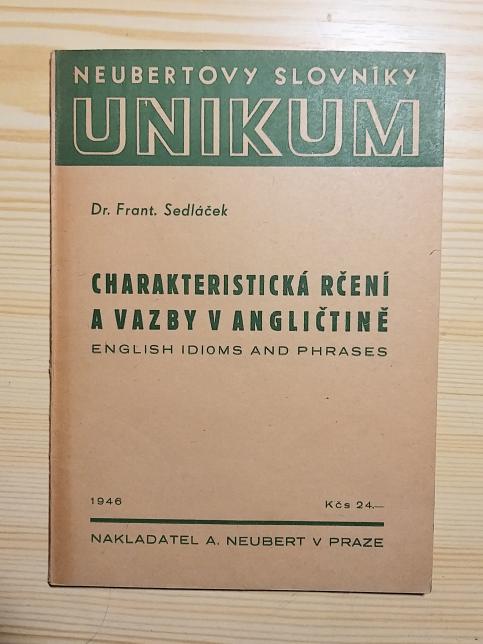 NEUBERTOVY SLOVNÍKY
UNIKUM
Dr. Frant. Sedláček
CHARAKTERISTICKÁ RČENÍ
A VAZBY V ANGLIČTINĚ
ENGLISH IDIOMS AND PHRASES
1946 Kčs 24.—
NAKLADATEL A. NEUBERT V PRAZE